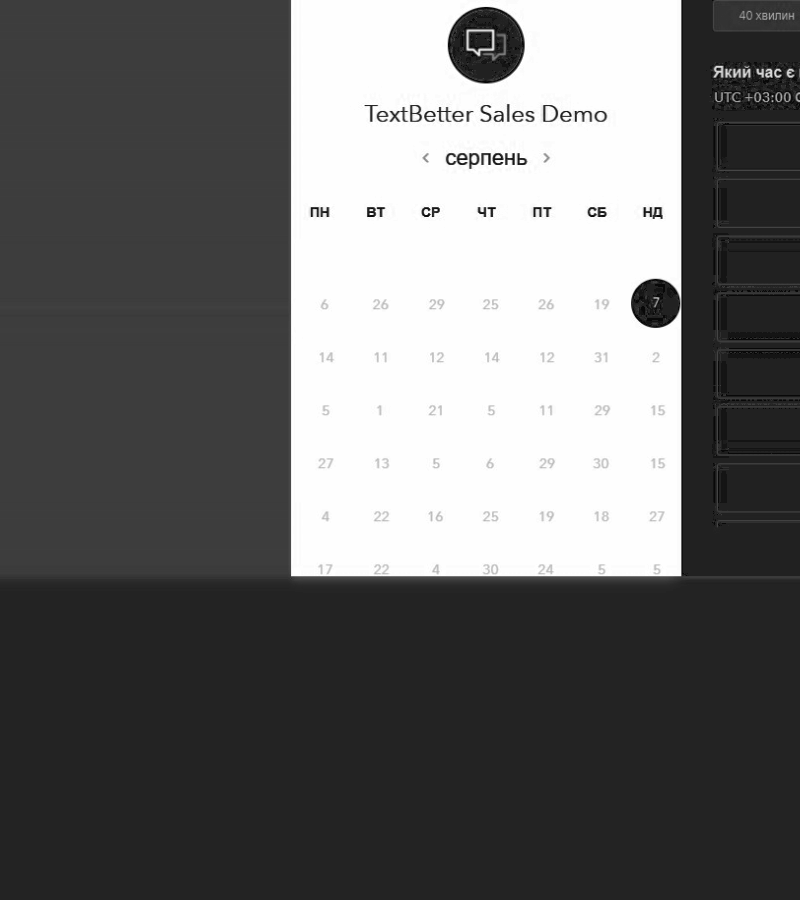 40 хвилин
Який час є
UTC +03:00
TextBetter Sales Demo
серпень
ПН ВТ СР ЧТ ПТ СБ НД
6 26 29 25 26 19 7
14 11 12 14 12 31 2
5 1 21 5 11 29 15
27 13 5 6 29 30 15
4 22 16 25 19 18 27
17 22 4 30 24 5 5